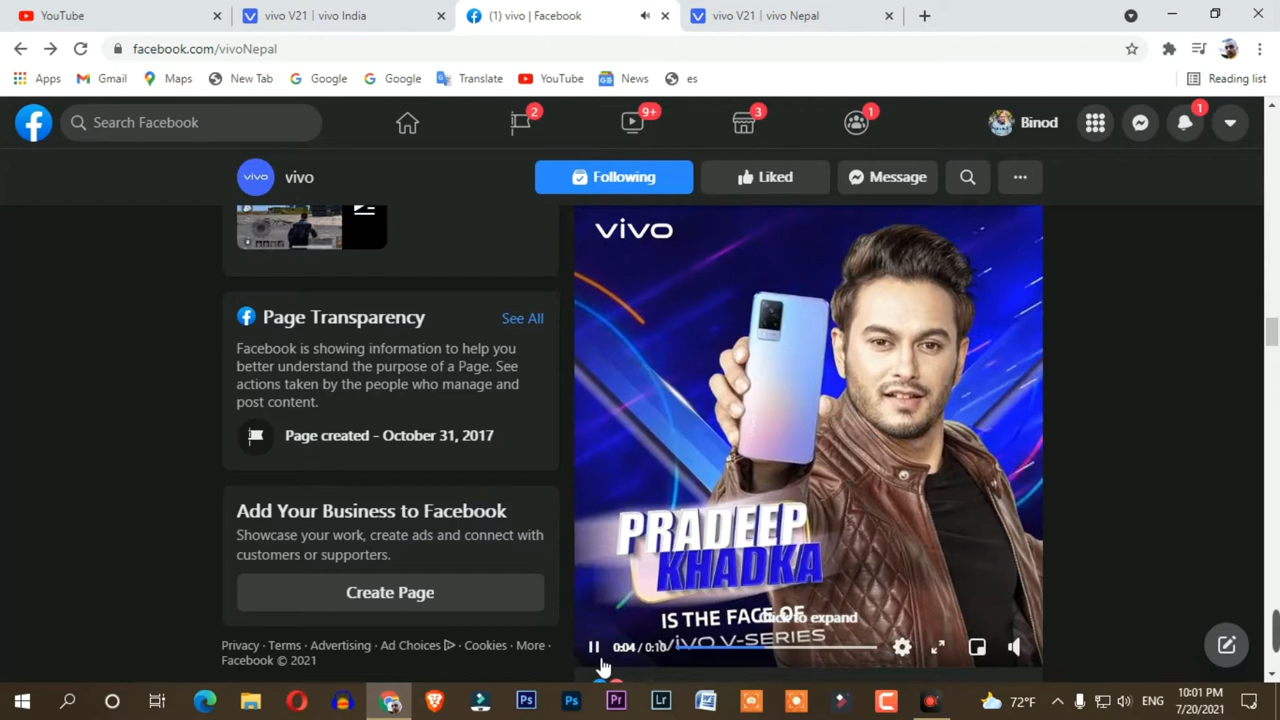 YouTube
vivo V21 | vivo India
(1) vivo | Facebook
vivo V21 | vivo Nepal
facebook.com/vivoNepal
Apps
Gmail
Maps
New Tab
Google
Google
Translate
YouTube
News
es
Reading list
Search Facebook
2
9+
3
1
Binod
1
vivo
vivo
Following
Liked
Message
Page Transparency
See All
Facebook is showing information to help you
better understand the purpose of a Page. See
actions taken by the people who manage and
post content.
Page created - October 31, 2017
Add Your Business to Facebook
Showcase your work, create ads and connect with
customers or supporters.
Create Page
Privacy · Terms · Advertising · Ad Choices · Cookies · More ·
Facebook © 2021
vivo
PRADEEP
KHADKA
IS THE FACE OF
Click to expand
vivo V-SERIES
0:04 / 0:10
Ps
Ps
Pr
Lr
72°F
ENG
10:01 PM
7/20/2021